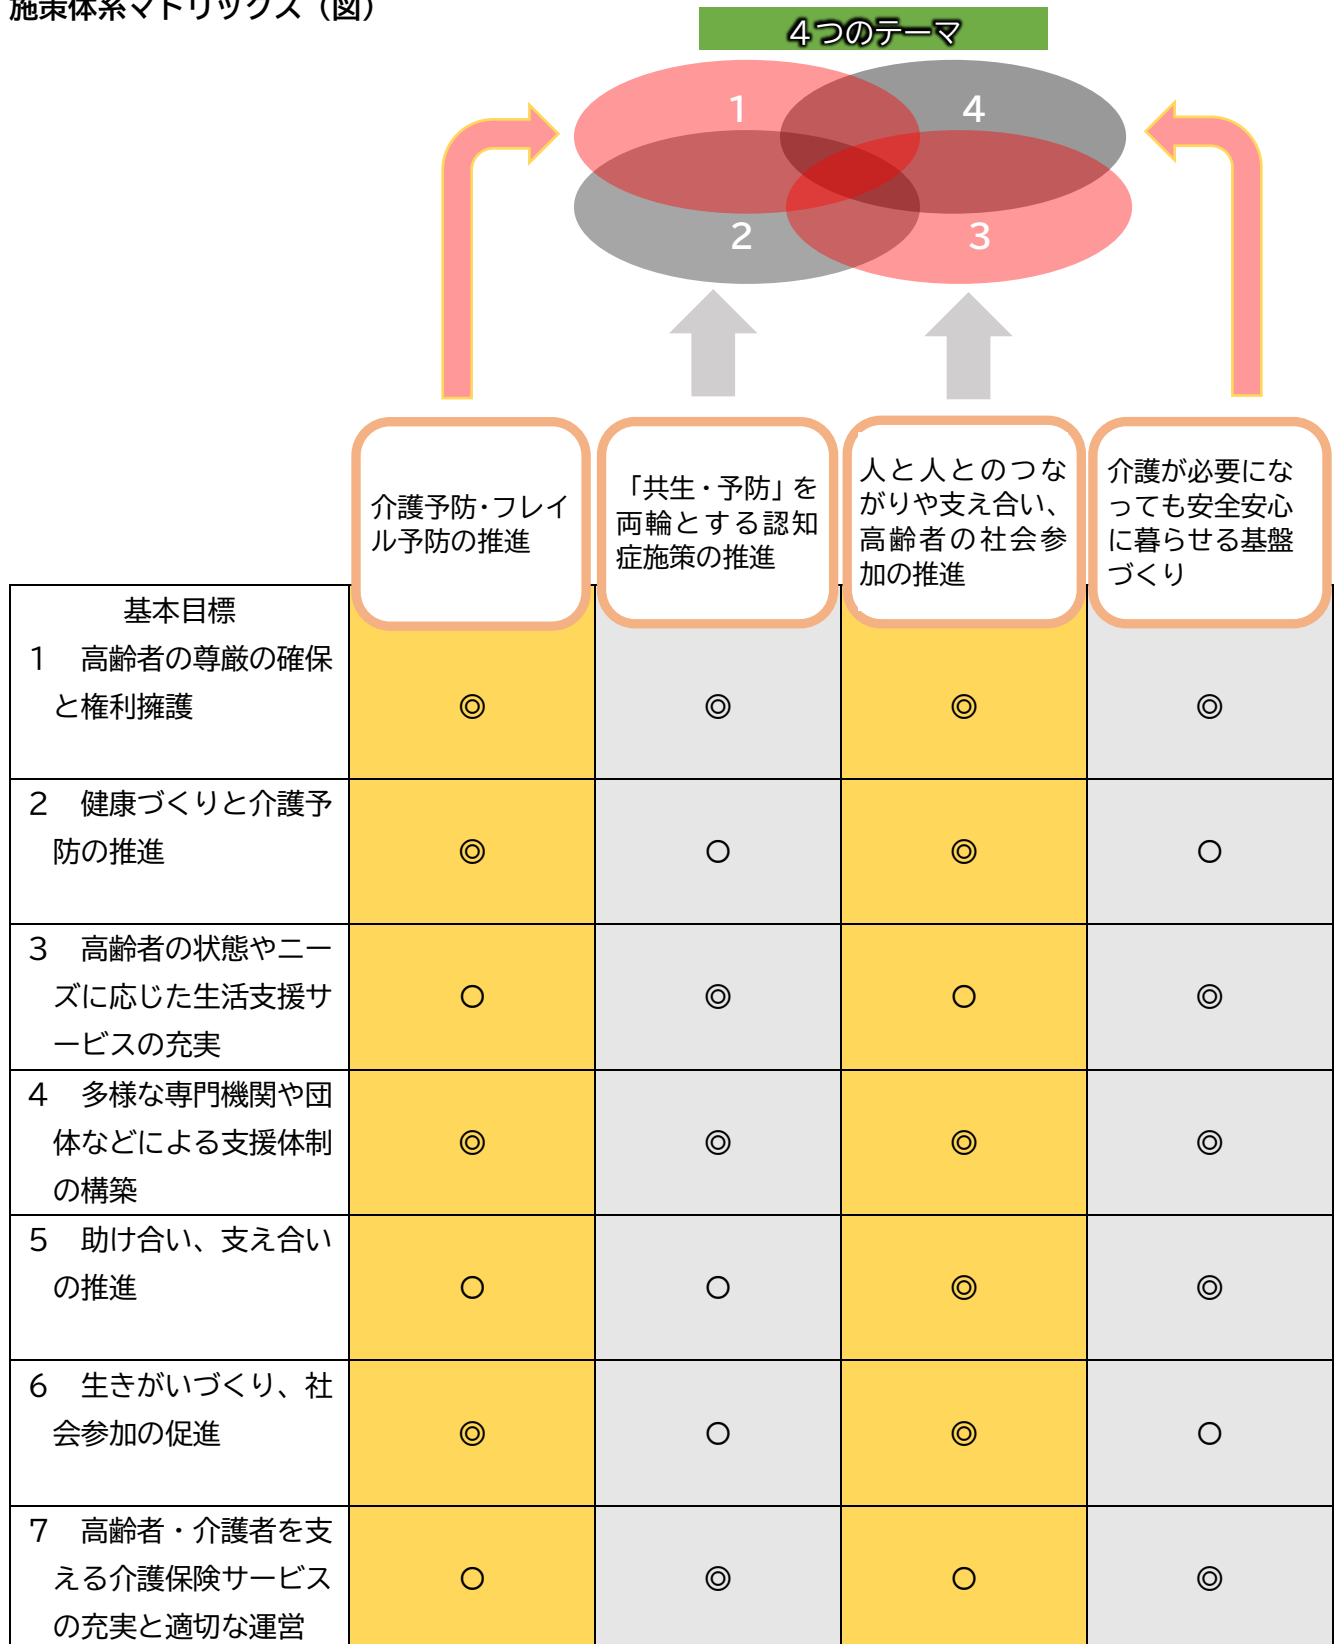 施策体系マトリックス（図）
４つのテーマ
1
4
2
3
介護予防・フレイ
ル予防の推進
「共生・予防」を
両輪とする認知
症施策の推進
人と人とのつな
がりや支え合い、
高齢者の社会参
加の推進
介護が必要にな
っても安全安心
に暮らせる基盤
づくり
基本目標
１　高齢者の尊厳の確保
と権利擁護
◎
◎
◎
◎
２　健康づくりと介護予
防の推進
◎
○
◎
○
３　高齢者の状態やニー
ズに応じた生活支援サ
ービスの充実
○
◎
○
◎
４　多様な専門機関や団
体などによる支援体制
の構築
◎
◎
◎
◎
５　助け合い、支え合い
の推進
○
○
◎
◎
６　生きがいづくり、社
会参加の促進
◎
○
◎
○
７　高齢者・介護者を支
える介護保険サービス
の充実と適切な運営
○
◎
○
◎